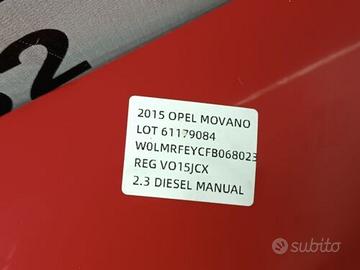 2015 OPEL MOVANO
LOT 61179084
W0LMRFEYCFB068023
REG VO15JCX
2.3 DIESEL MANUAL
subito